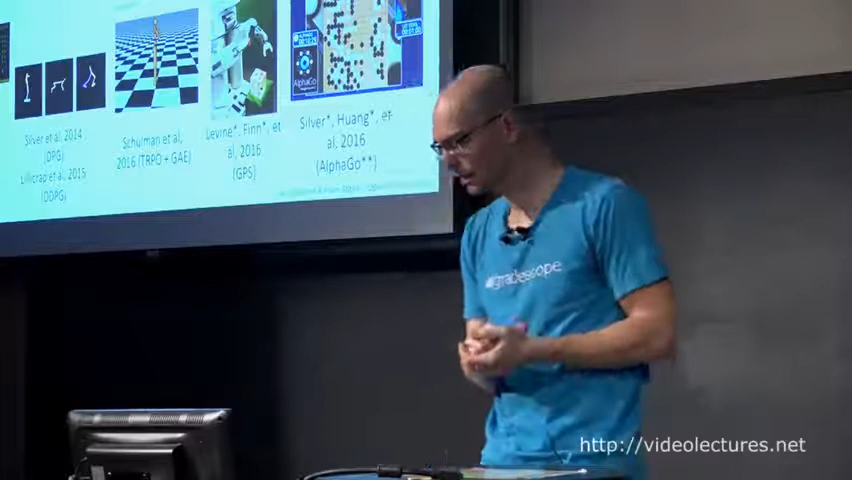 AlphaGo
Silver et al. 2014
(DPG)
Lillicrap et al, 2015
(DDPG)
Schulman et al,
2016 (TRPO + GAE)
Levine*, Finn*, et
al, 2016
(GPS)
Silver*, Huang*, et
al, 2016
(AlphaGo**)
gradescope
http://videolectures.net